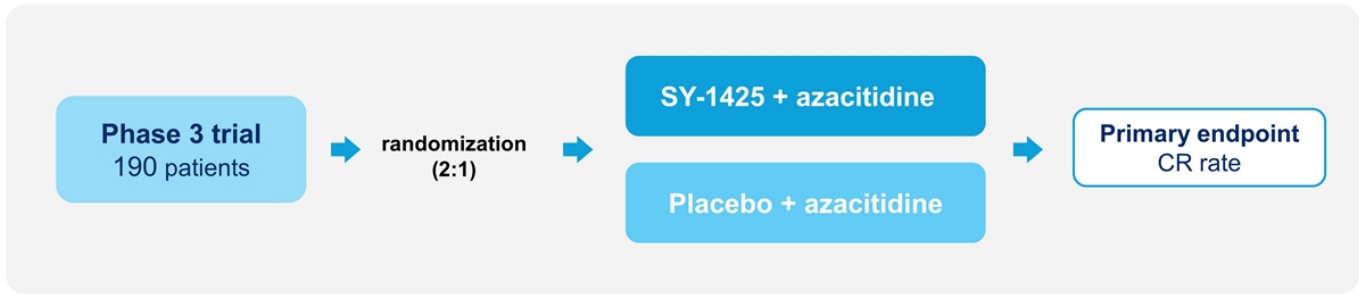 Phase 3 trial
190 patients
randomization
(2:1)
SY-1425 + azacitidine
Placebo + azacitidine
Primary endpoint
CR rate